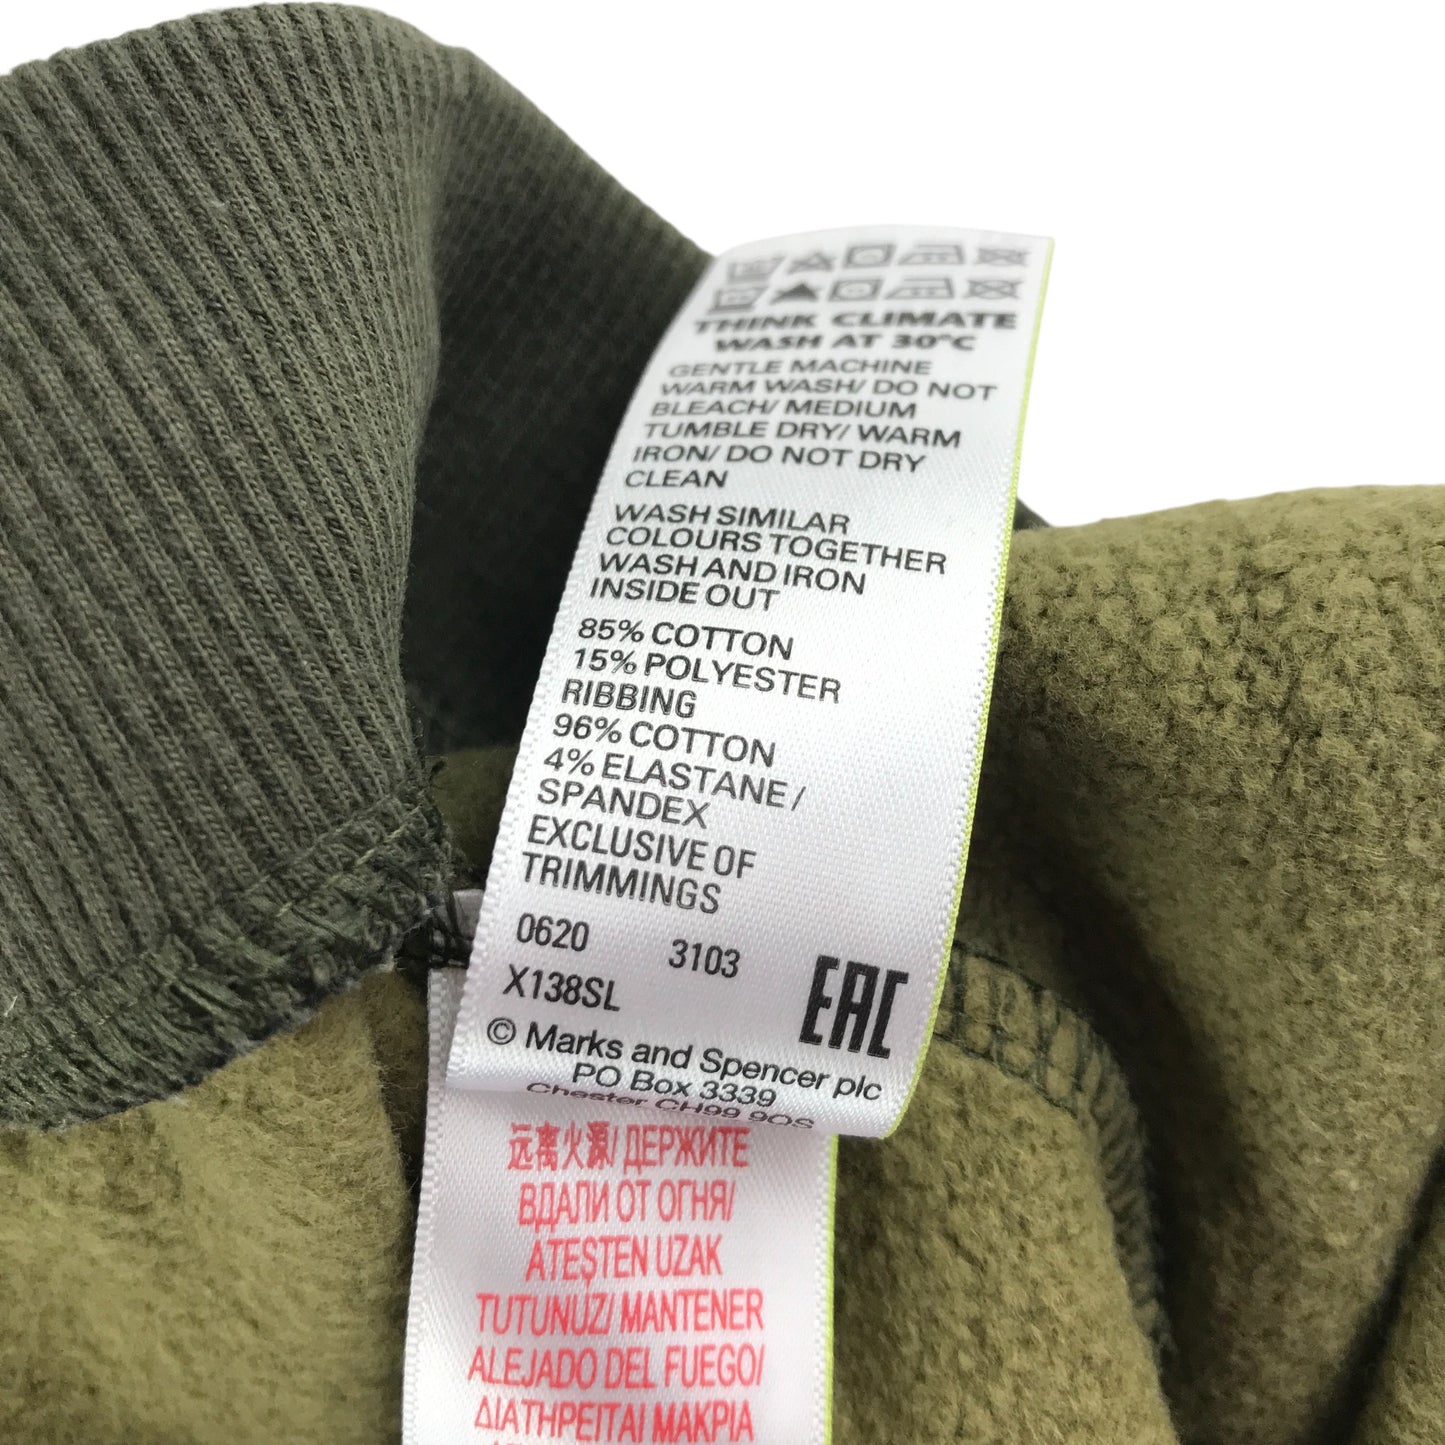 THINK CLIMATE
WASH AT 30°C
GENTLE MACHINE
WARM WASH/ DO NOT
BLEACH/ MEDIUM
TUMBLE DRY/ WARM
IRON/ DO NOT DRY
CLEAN
WASH SIMILAR
COLOURS TOGETHER
WASH AND IRON
INSIDE OUT
85% COTTON
15% POLYESTER
RIBBING
96% COTTON
4% ELASTANE /
SPANDEX
EXCLUSIVE OF
TRIMMINGS
0620 3103
X138SL EAC
© Marks and Spencer plc
PO Box 3339
Chester CH99 9QS
远离火源/ ДЕРЖИТЕ
ВДАЛИ ОТ ОГНЯ/
ATEŞTEN UZAK
TUTUNUZ/ MANTENER
ALEJADO DEL FUEGO/
ΔΙΑΤΗΡΕΙΤΑΙ ΜΑΚΡΙΑ